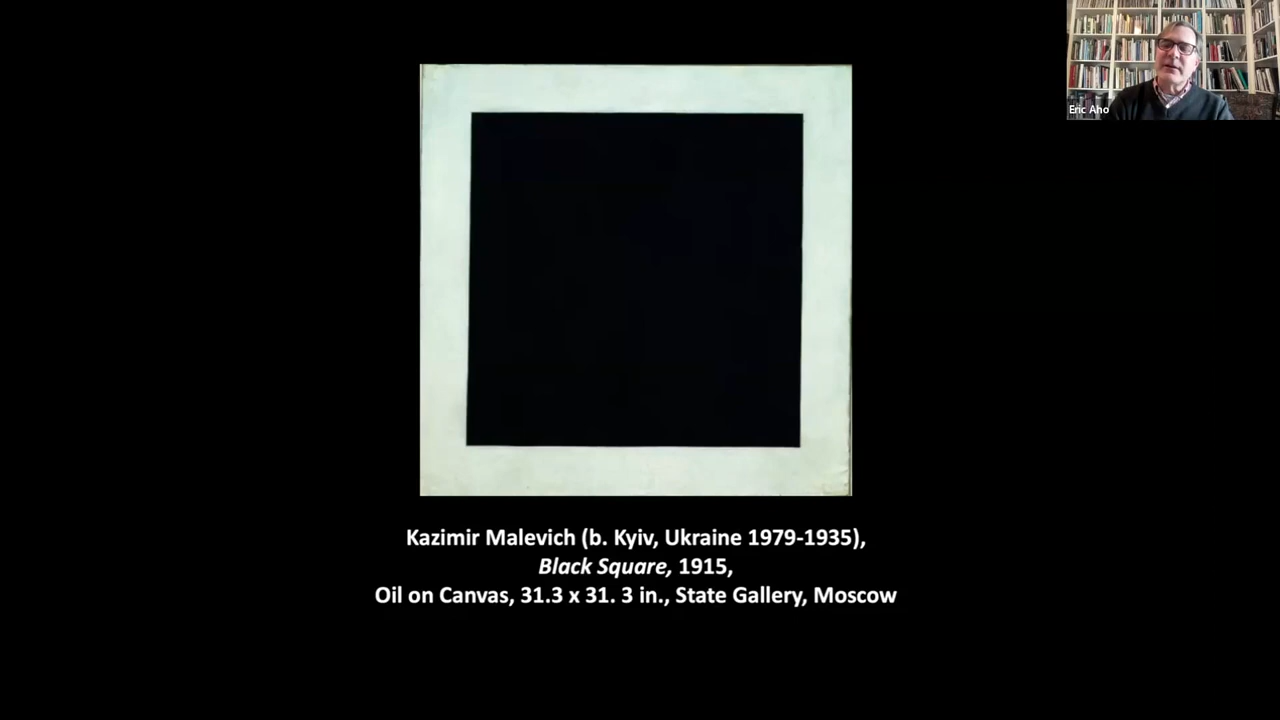 Eric Aho
Kazimir Malevich (b. Kyiv, Ukraine 1979-1935),
Black Square, 1915,
Oil on Canvas, 31.3 x 31. 3 in., State Gallery, Moscow